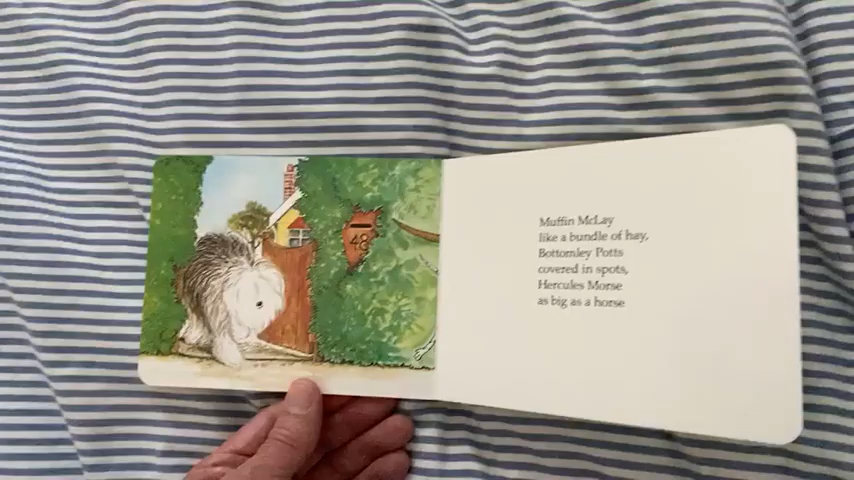 48
Muffin McLay
like a bundle of hay,
Bottomley Potts
covered in spots,
Hercules Morse
as big as a horse